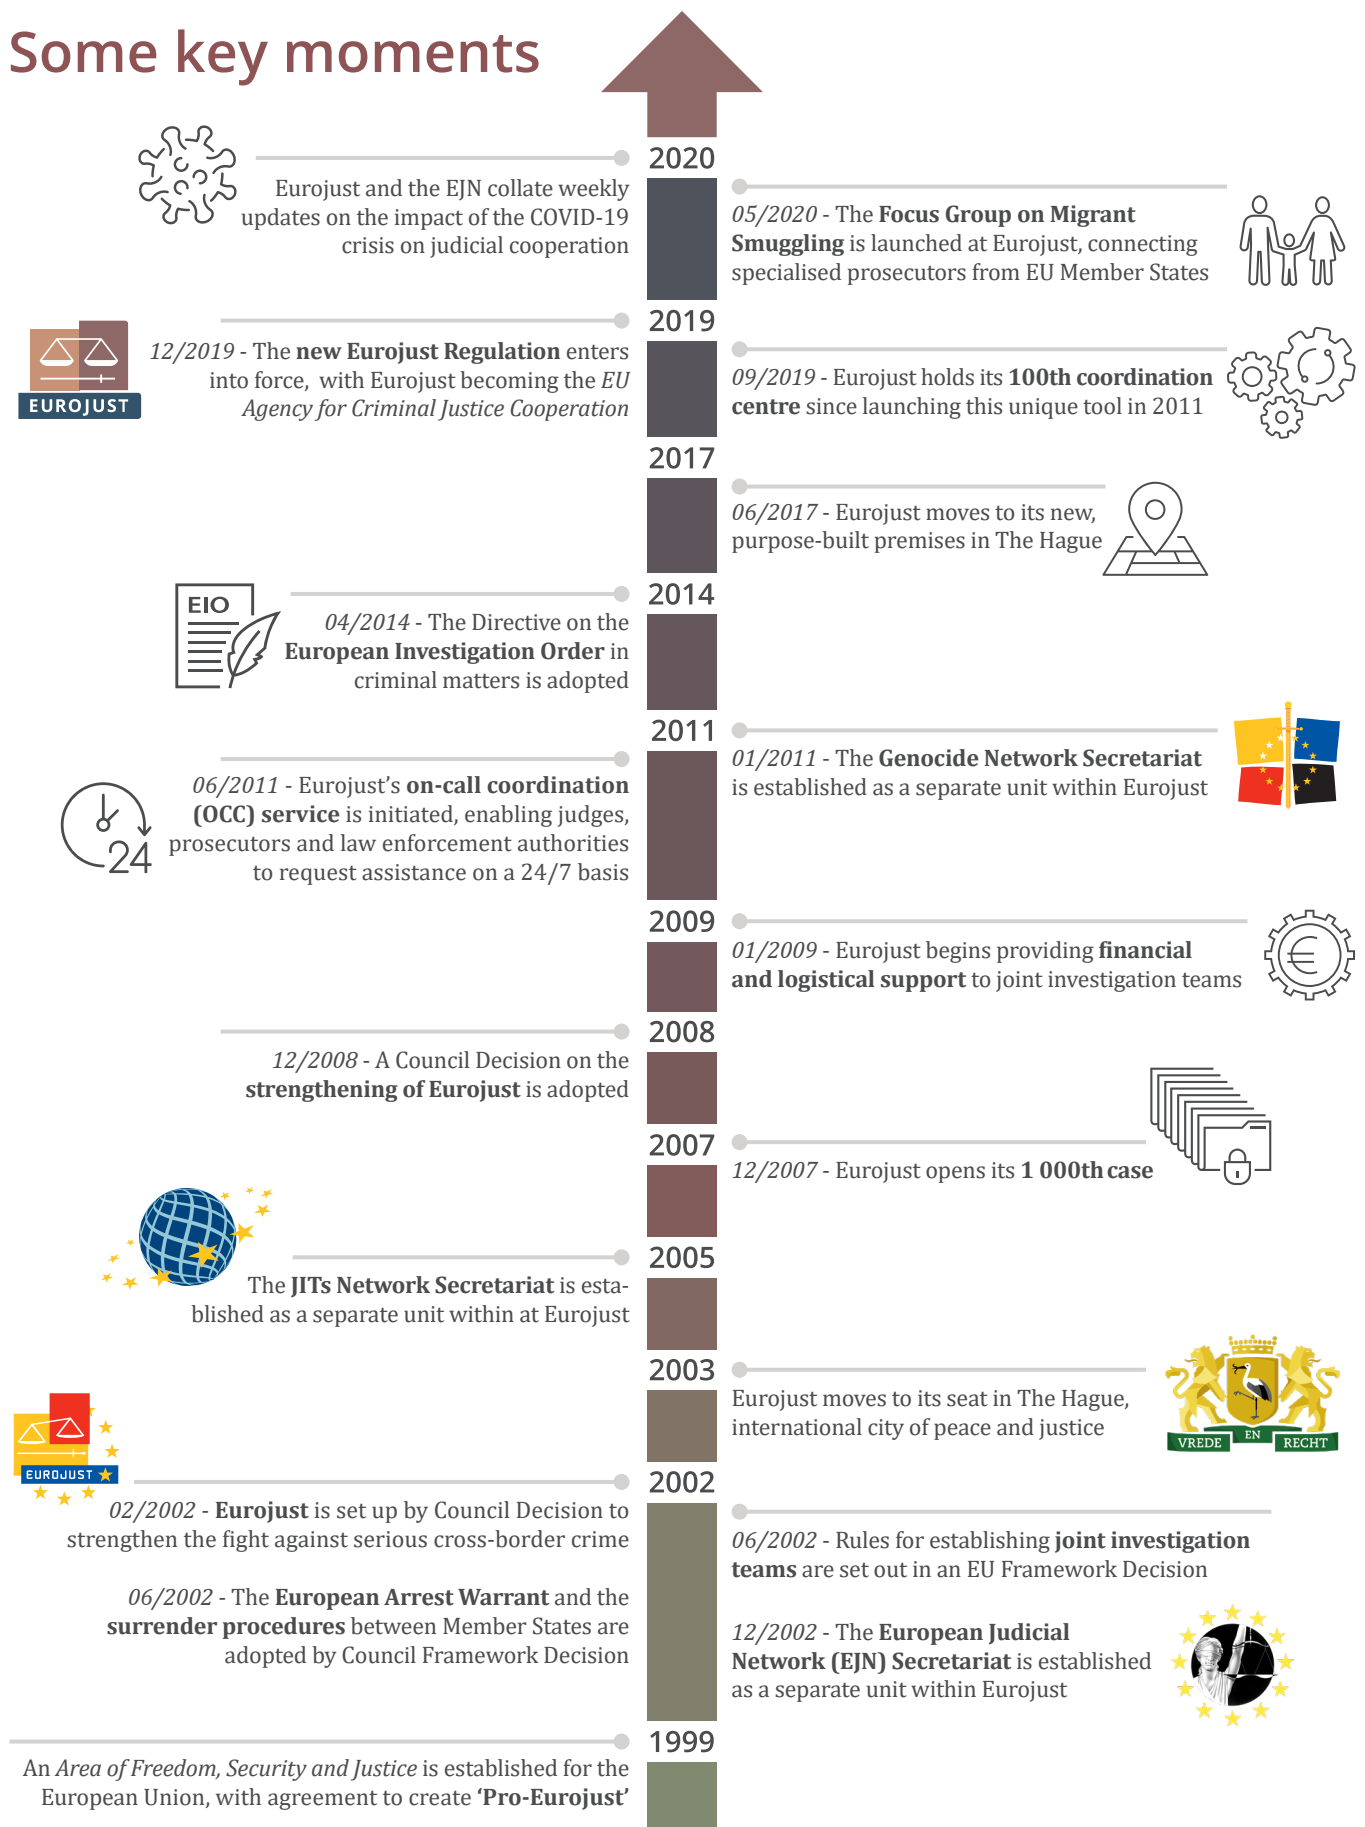 Some key moments
2020
Eurojust and the EJN collate weekly
updates on the impact of the COVID-19
crisis on judicial cooperation
05/2020 - The Focus Group on Migrant
Smuggling is launched at Eurojust, connecting
specialised prosecutors from EU Member States
2019
EUROJUST
12/2019 - The new Eurojust Regulation enters
into force, with Eurojust becoming the EU
Agency for Criminal Justice Cooperation
09/2019 - Eurojust holds its 100th coordination
centre since launching this unique tool in 2011
2017
06/2017 - Eurojust moves to its new,
purpose-built premises in The Hague
2014
EIO
04/2014 - The Directive on the
European Investigation Order in
criminal matters is adopted
2011
01/2011 - The Genocide Network Secretariat
is established as a separate unit within Eurojust
06/2011 - Eurojust’s on-call coordination
(OCC) service is initiated, enabling judges,
prosecutors and law enforcement authorities
to request assistance on a 24/7 basis
24
2009
01/2009 - Eurojust begins providing financial
and logistical support to joint investigation teams
2008
12/2008 - A Council Decision on the
strengthening of Eurojust is adopted
2007
12/2007 - Eurojust opens its 1 000th case
2005
The JITs Network Secretariat is esta-
blished as a separate unit within at Eurojust
2003
Eurojust moves to its seat in The Hague,
international city of peace and justice
VREDE EN RECHT
2002
EUROJUST
02/2002 - Eurojust is set up by Council Decision to
strengthen the fight against serious cross-border crime
06/2002 - The European Arrest Warrant and the
surrender procedures between Member States are
adopted by Council Framework Decision
06/2002 - Rules for establishing joint investigation
teams are set out in an EU Framework Decision
12/2002 - The European Judicial
Network (EJN) Secretariat is established
as a separate unit within Eurojust
1999
An Area of Freedom, Security and Justice is established for the
European Union, with agreement to create ‘Pro-Eurojust’